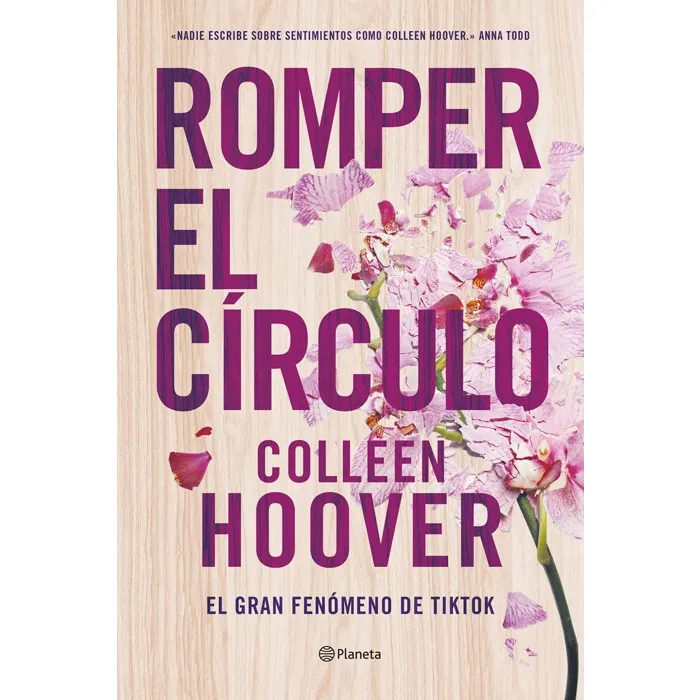 «NADIE ESCRIBE SOBRE SENTIMIENTOS COMO COLLEEN HOOVER.» ANNA TODD
ROMPER
EL
CÍRCULO
COLLEEN
HOOVER
EL GRAN FENÓMENO DE TIKTOK
Planeta